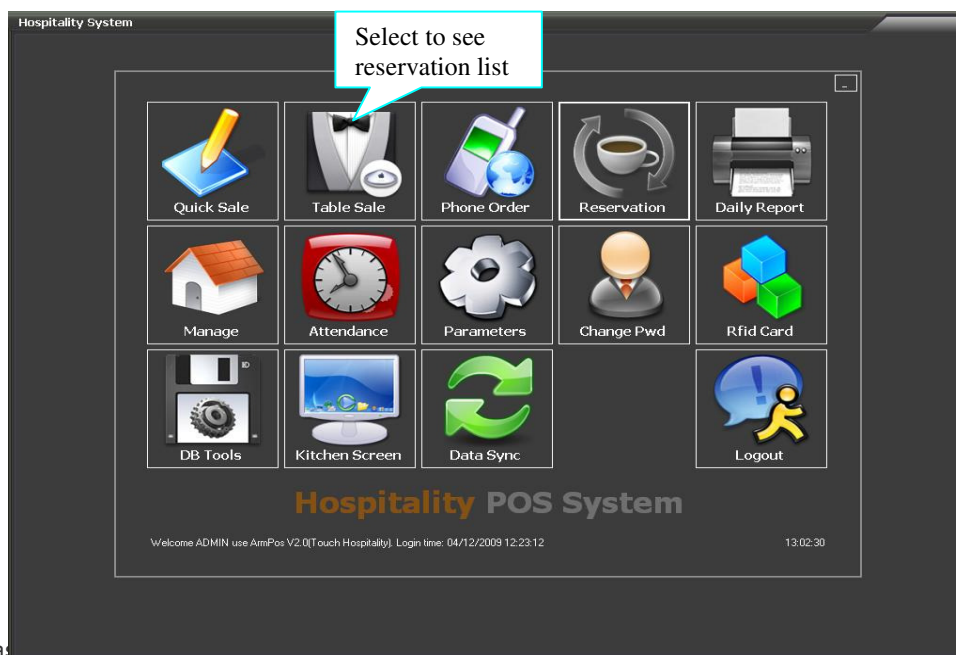 Hospitality System
Select to see
reservation list
Quick Sale
Table Sale
Phone Order
Reservation
Daily Report
Manage
Attendance
Parameters
Change Pwd
Rfid Card
DB Tools
Kitchen Screen
Data Sync
Logout
Hospitality POS System
Welcome ADMIN use ArmPos V2.0(Touch Hospitality). Login time: 04/12/2009 12:23:12
13:02:30